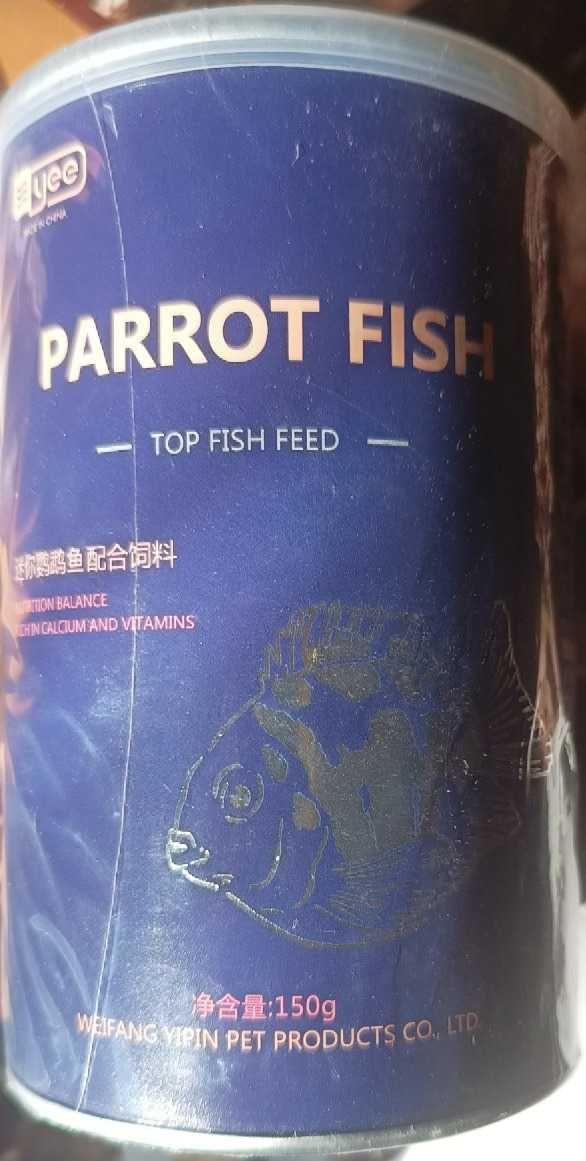 yee
MADE IN CHINA
PARROT FISH
TOP FISH FEED
迷你鹦鹉鱼配合饲料
NUTRITION BALANCE
RICH IN CALCIUM AND VITAMINS
净含量:150g
WEIFANG YIPIN PET PRODUCTS CO., LTD